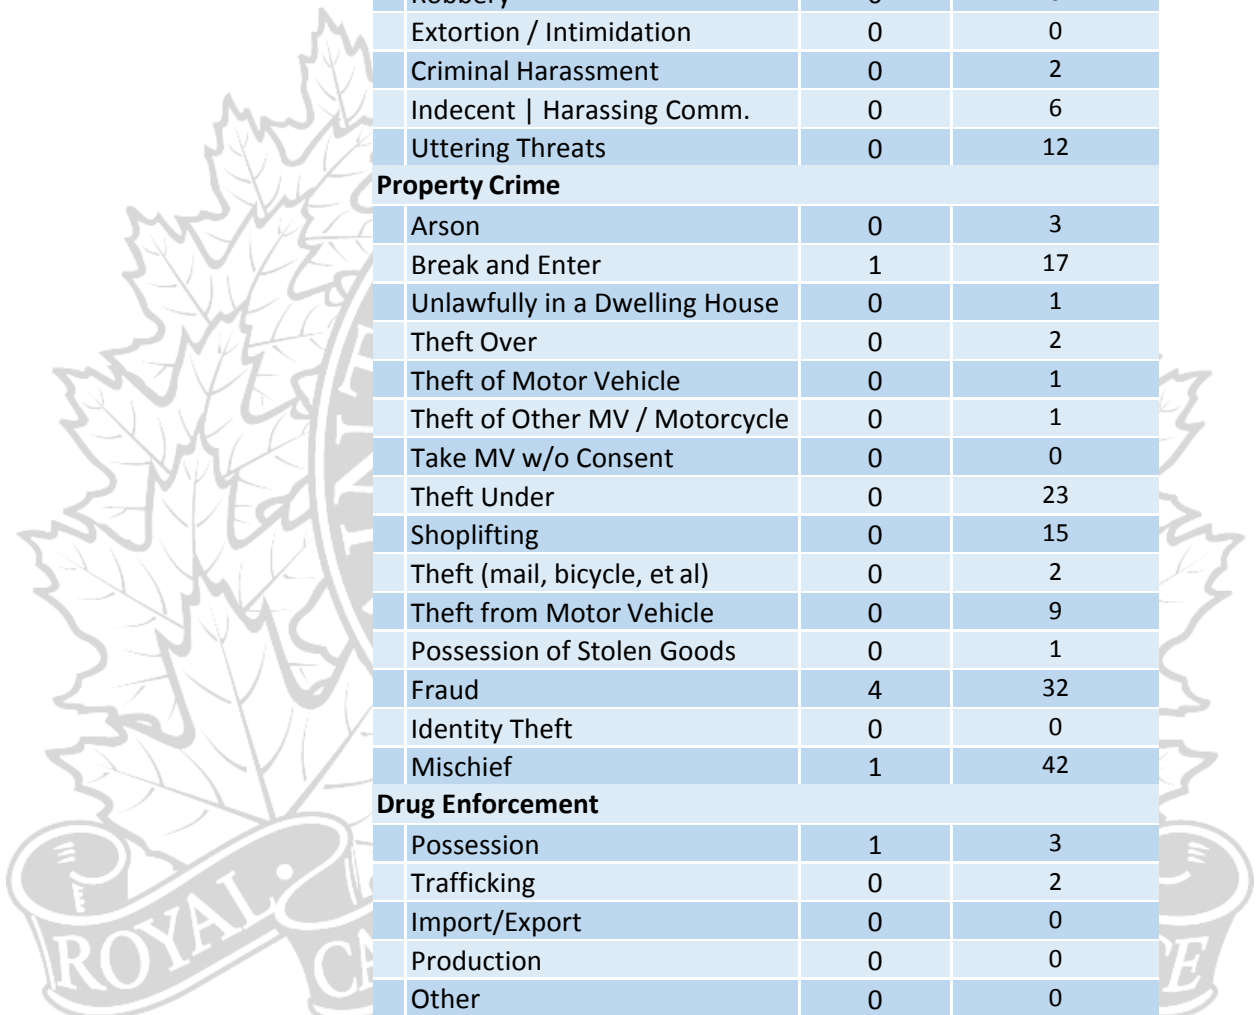 Robbery
Extortion / Intimidation 0 0
Criminal Harassment 0 2
Indecent | Harassing Comm. 0 6
Uttering Threats 0 12
Property Crime
Arson 0 3
Break and Enter 1 17
Unlawfully in a Dwelling House 0 1
Theft Over 0 2
Theft of Motor Vehicle 0 1
Theft of Other MV / Motorcycle 0 1
Take MV w/o Consent 0 0
Theft Under 0 23
Shoplifting 0 15
Theft (mail, bicycle, et al) 0 2
Theft from Motor Vehicle 0 9
Possession of Stolen Goods 0 1
Fraud 4 32
Identity Theft 0 0
Mischief 1 42
Drug Enforcement
Possession 1 3
Trafficking 0 2
Import/Export 0 0
Production 0 0
Other 0 0
ROYAL